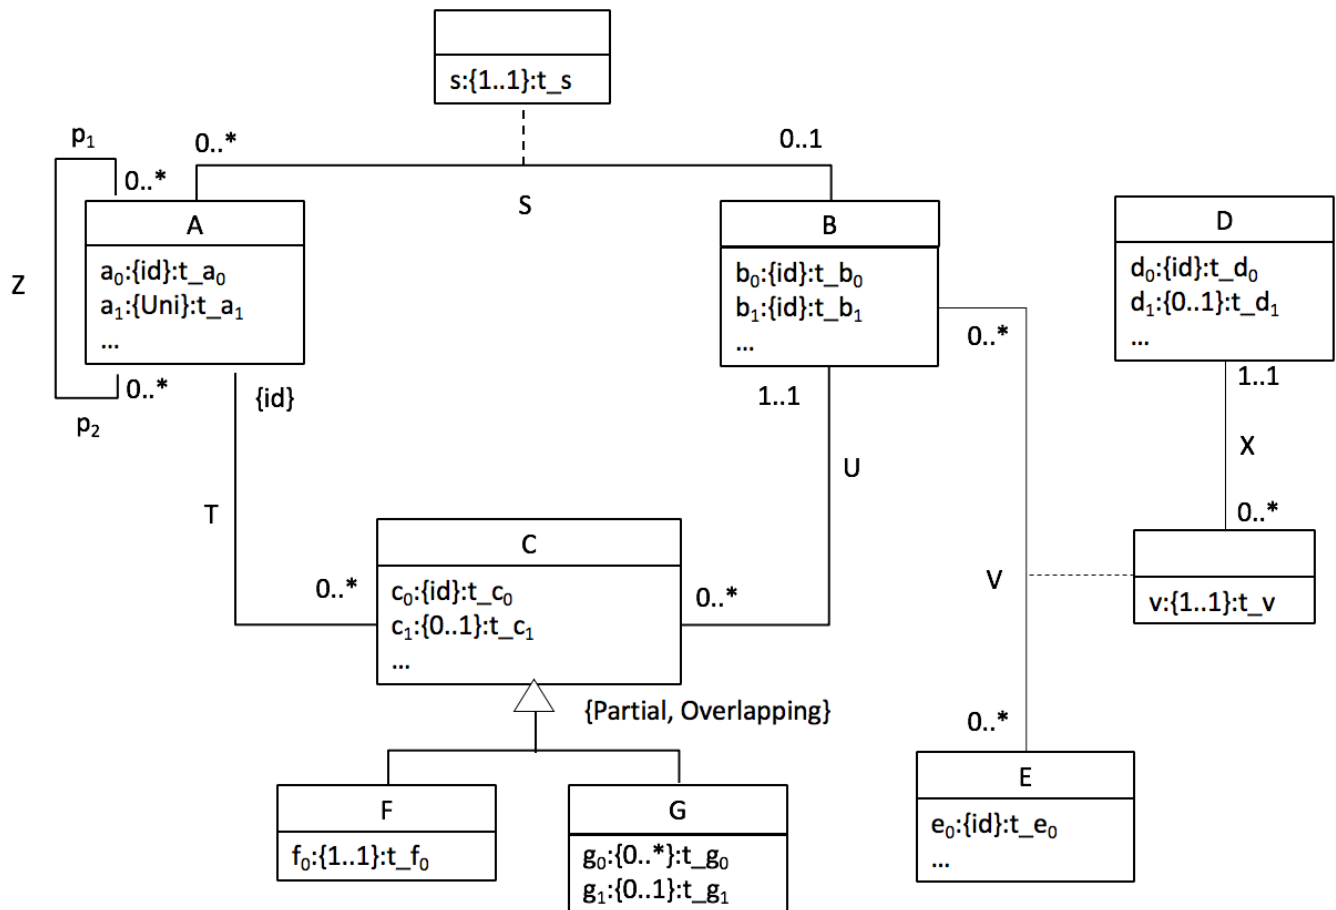 s:{1..1}:t_s
p₁
0..*
0..1
0..*
S
A
B
D
a₀:{id}:t_a₀
a₁:{Uni}:t_a₁
...
b₀:{id}:t_b₀
b₁:{id}:t_b₁
...
d₀:{id}:t_d₀
d₁:{0..1}:t_d₁
...
Z
0..*
0..*
p₂
{id}
1..1
1..1
X
U
T
0..*
C
0..*
0..*
c₀:{id}:t_c₀
c₁:{0..1}:t_c₁
...
V
v:{1..1}:t_v
{Partial, Overlapping}
0..*
F
G
E
f₀:{1..1}:t_f₀
g₀:{0..*}:t_g₀
g₁:{0..1}:t_g₁
e₀:{id}:t_e₀
...